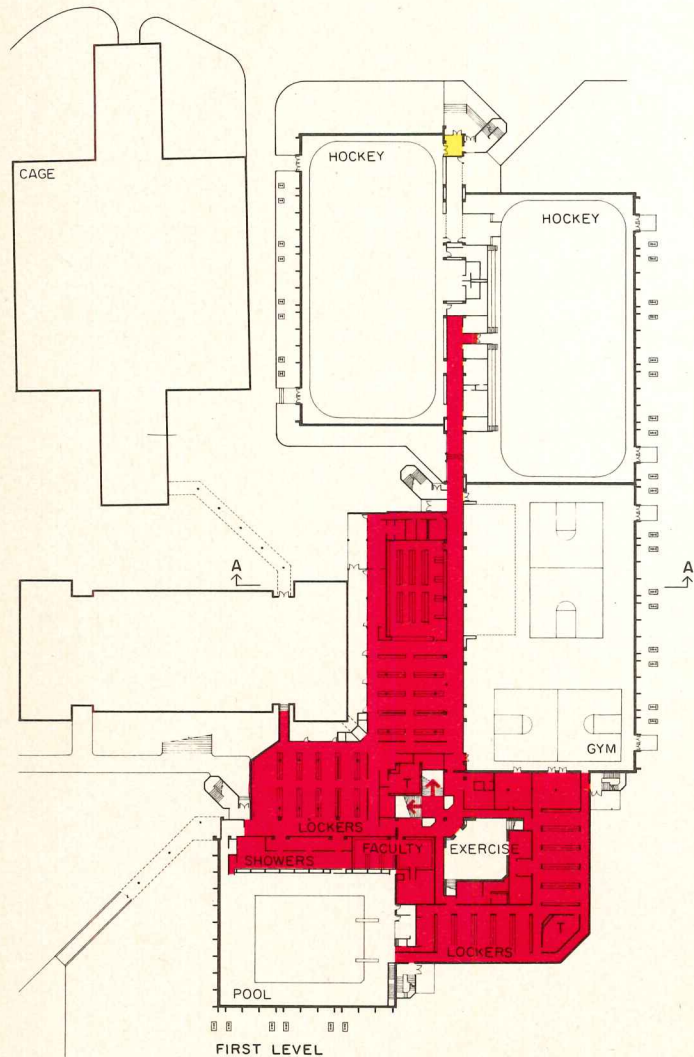 CAGE
HOCKEY
HOCKEY
A
A
GYM
T
LOCKERS
FACULTY
EXERCISE
SHOWERS
LOCKERS
T
POOL
FIRST LEVEL